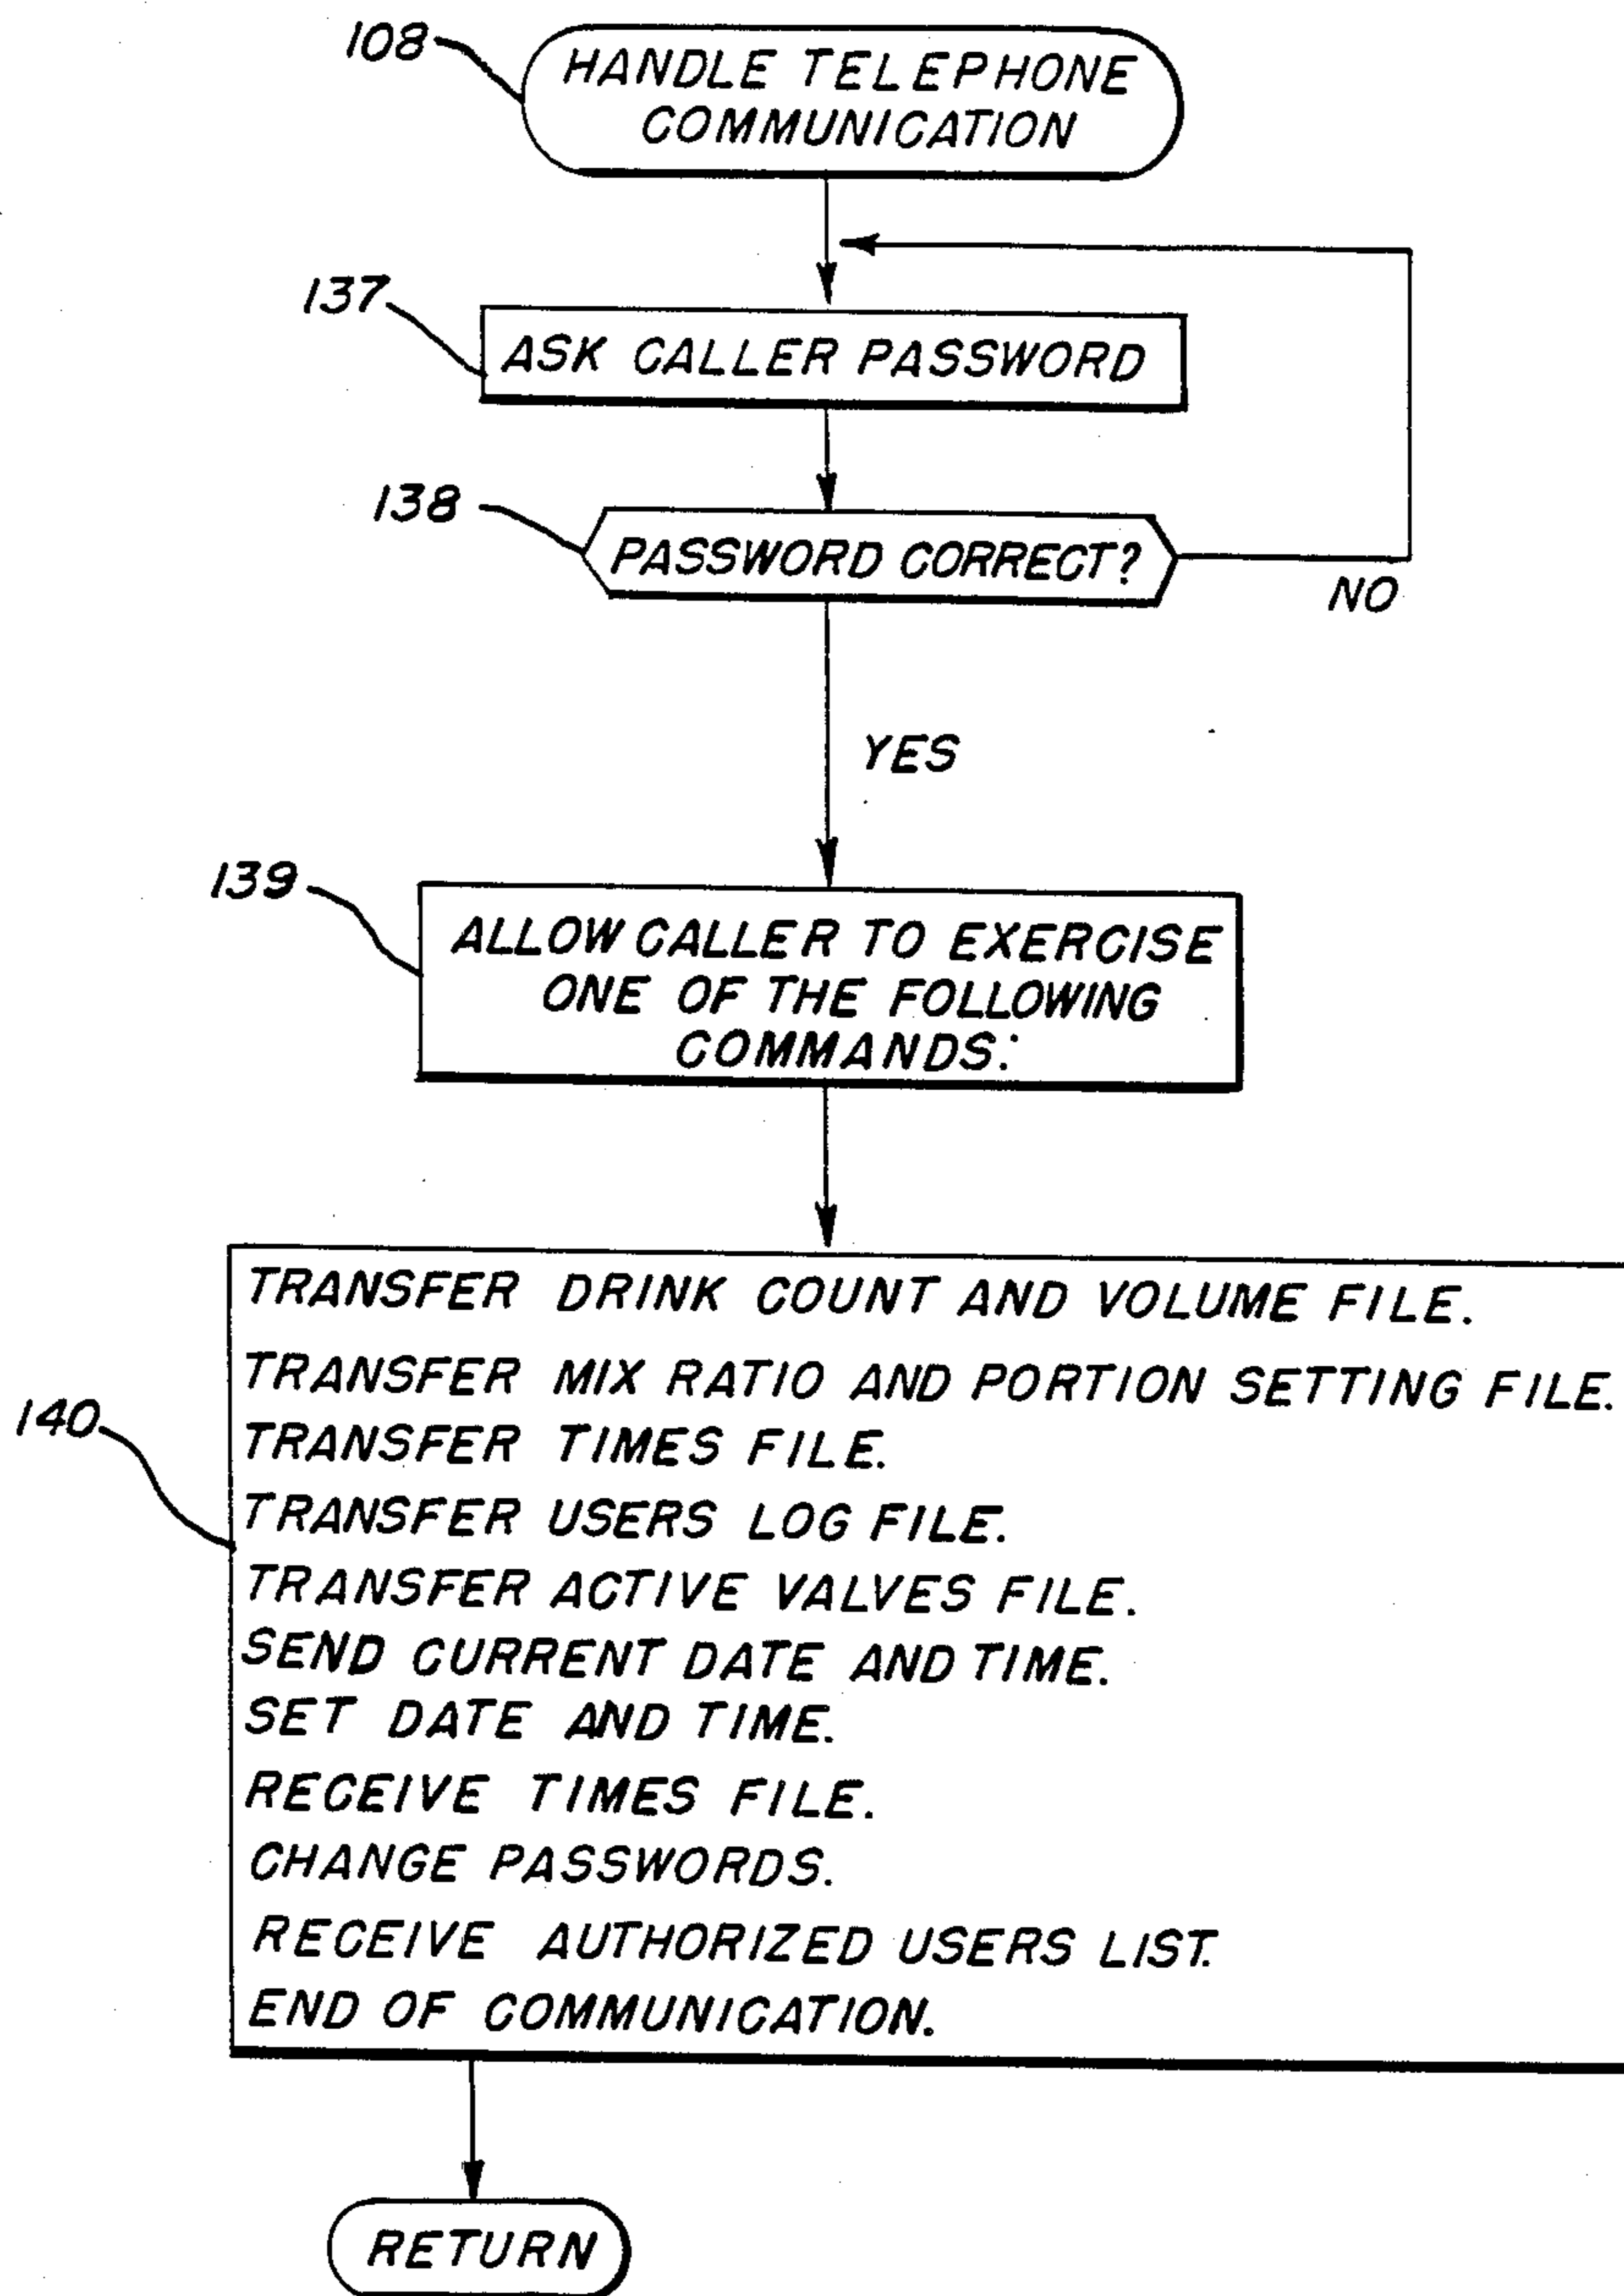 108
HANDLE TELEPHONE
COMMUNICATION
137
ASK CALLER PASSWORD
138
PASSWORD CORRECT?
NO
YES
139
ALLOW CALLER TO EXERCISE
ONE OF THE FOLLOWING
COMMANDS:
TRANSFER DRINK COUNT AND VOLUME FILE.
TRANSFER MIX RATIO AND PORTION SETTING FILE.
140
TRANSFER TIMES FILE.
TRANSFER USERS LOG FILE.
TRANSFER ACTIVE VALVES FILE.
SEND CURRENT DATE AND TIME.
SET DATE AND TIME.
RECEIVE TIMES FILE.
CHANGE PASSWORDS.
RECEIVE AUTHORIZED USERS LIST.
END OF COMMUNICATION.
RETURN